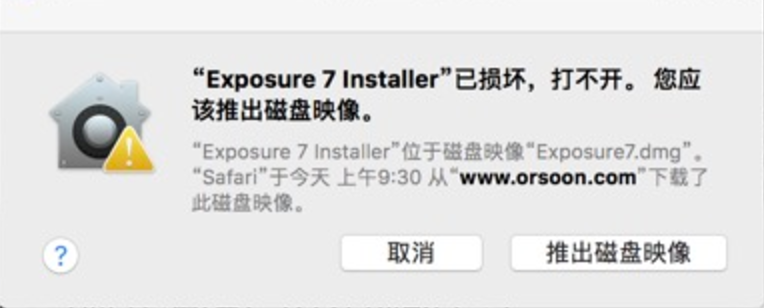 “Exposure 7 Installer”已损坏，打不开。 您应
该推出磁盘映像。
“Exposure 7 Installer”位于磁盘映像“Exposure7.dmg”。
“Safari”于今天 上午9:30 从“www.orsoon.com”下载了
此磁盘映像。
?
取消
推出磁盘映像